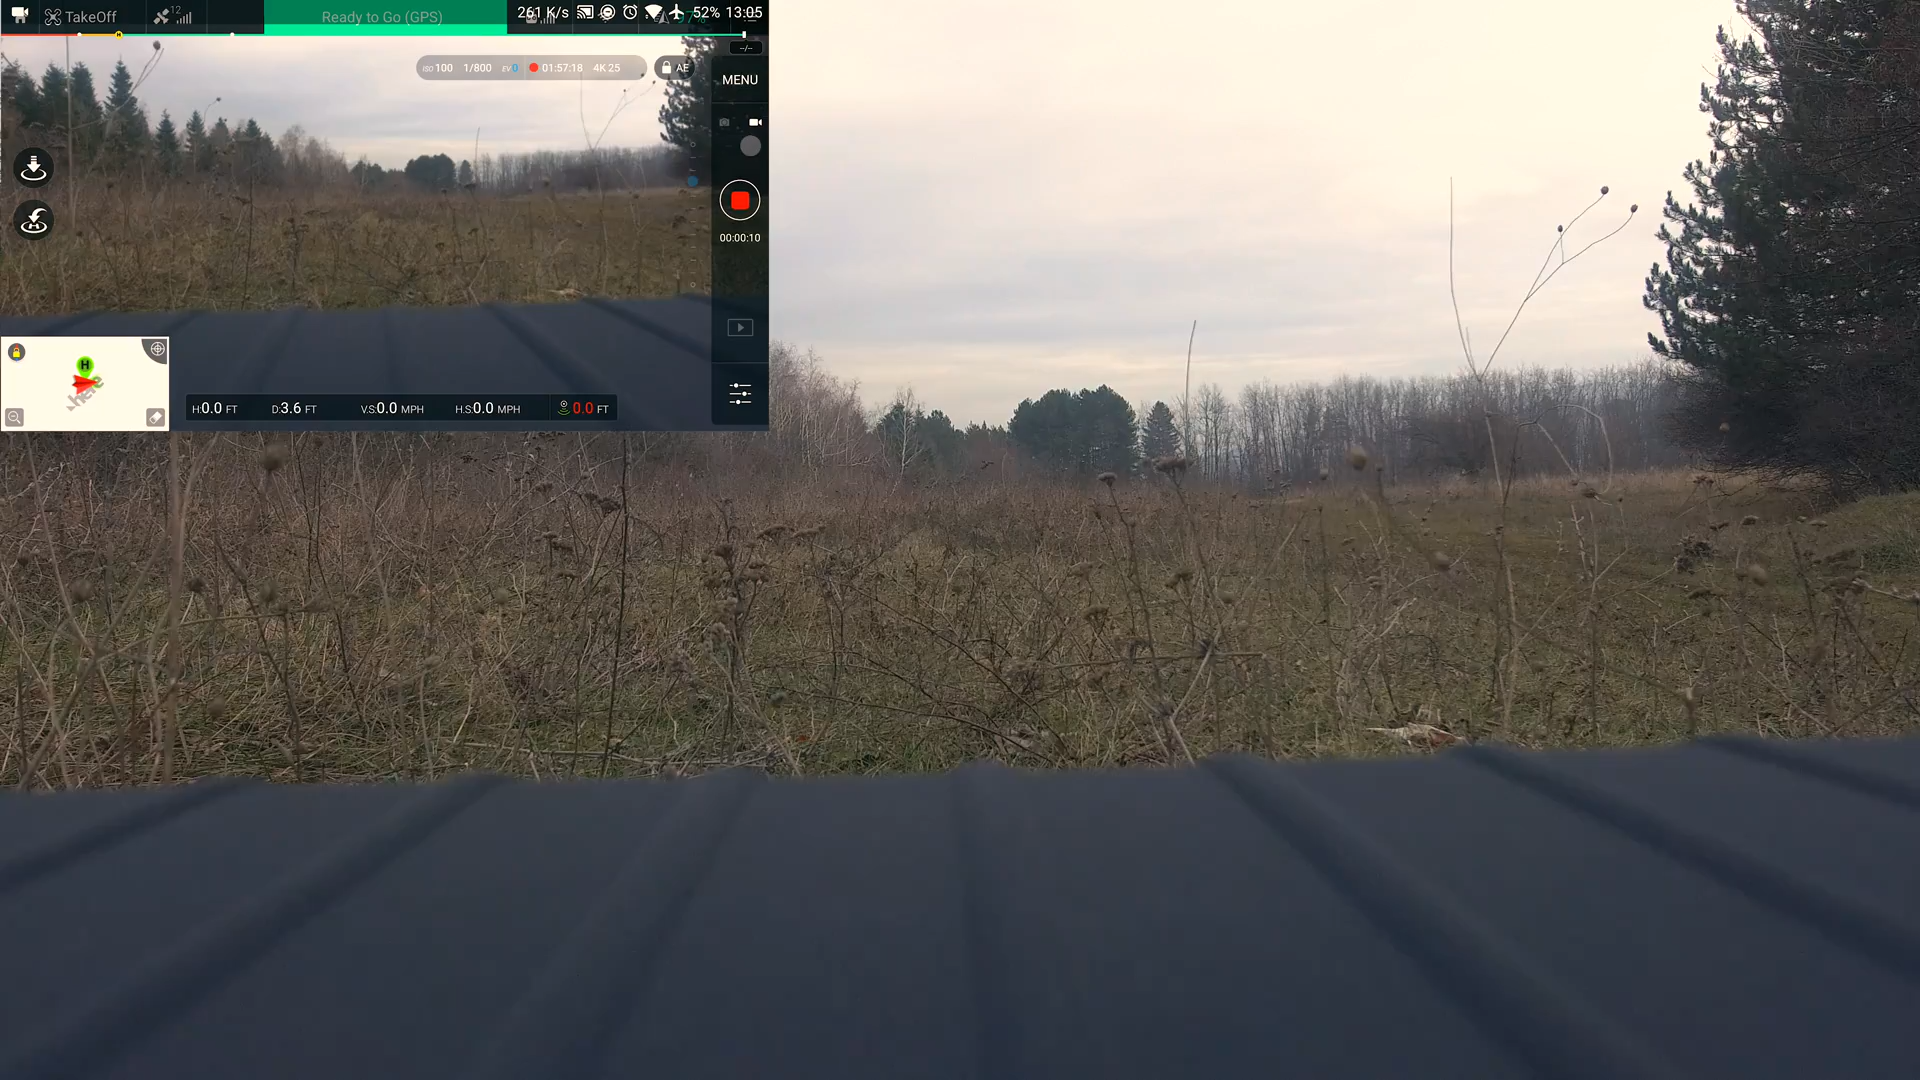 TakeOff
12
Ready to Go (GPS)
261 K/s
52% 13:05
--/--
ISO 100 1/800 EV 0 01:57:18 4K 25
AE
MENU
00:00:10
H
H:0.0 FT D:3.6 FT V.S:0.0 MPH H.S:0.0 MPH 0.0 FT